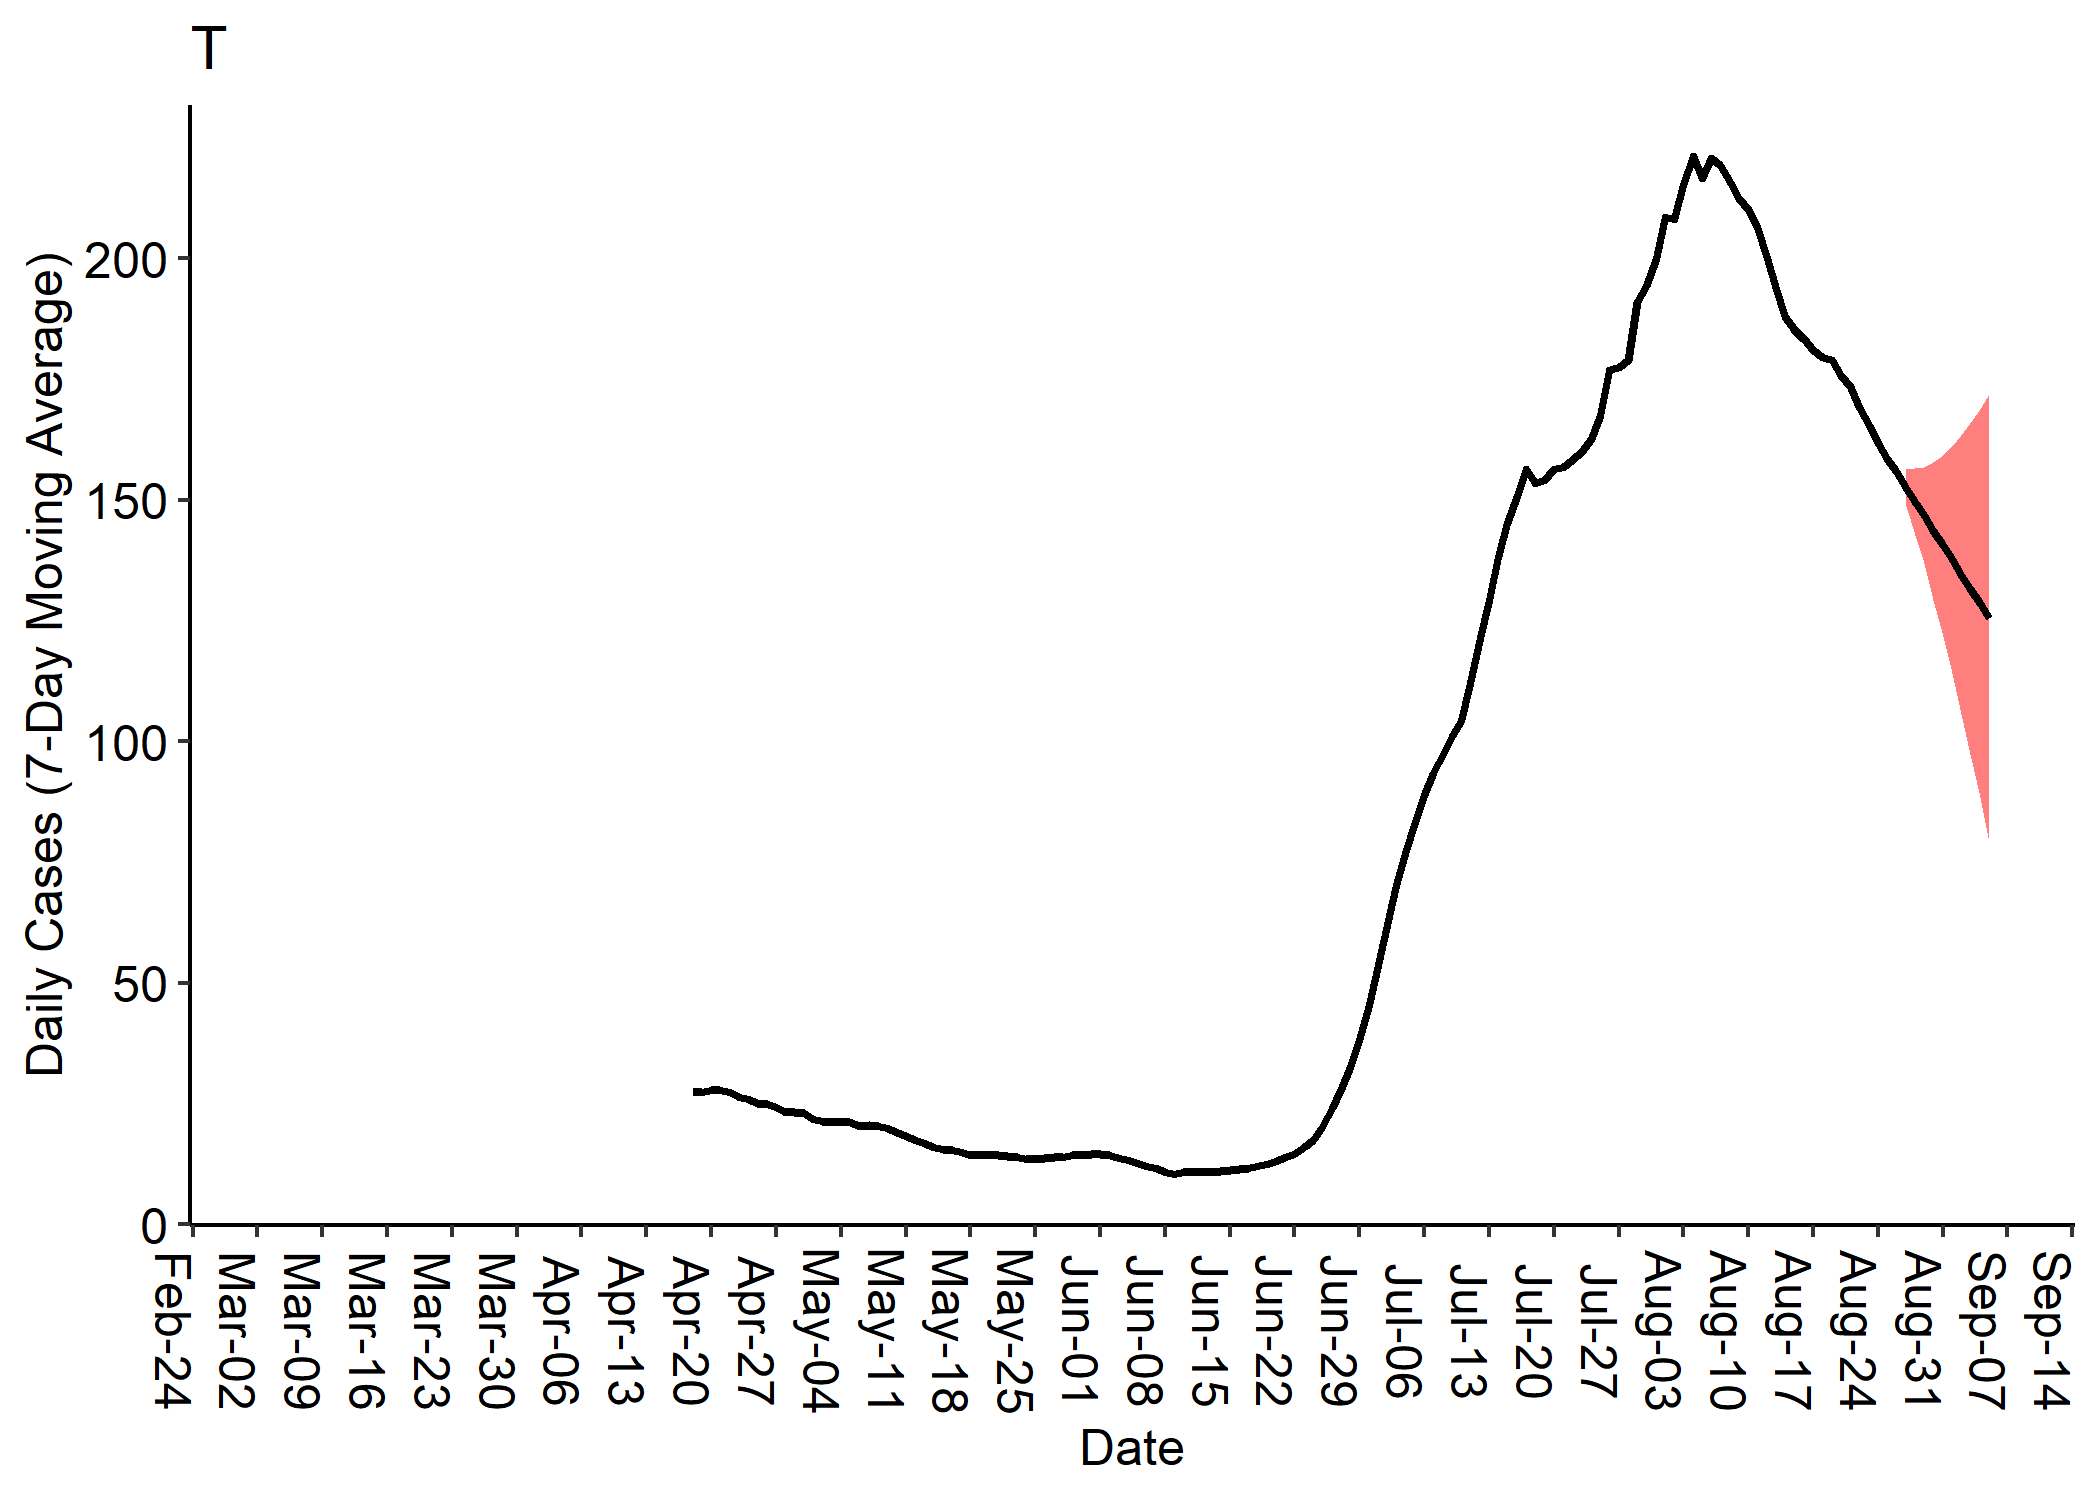 T
Daily Cases (7-Day Moving Average)
200
150
100
50
0
Feb-24
Mar-02
Mar-09
Mar-16
Mar-23
Mar-30
Apr-06
Apr-13
Apr-20
Apr-27
May-04
May-11
May-18
May-25
Jun-01
Jun-08
Jun-15
Jun-22
Jun-29
Jul-06
Jul-13
Jul-20
Jul-27
Aug-03
Aug-10
Aug-17
Aug-24
Aug-31
Sep-07
Sep-14
Date